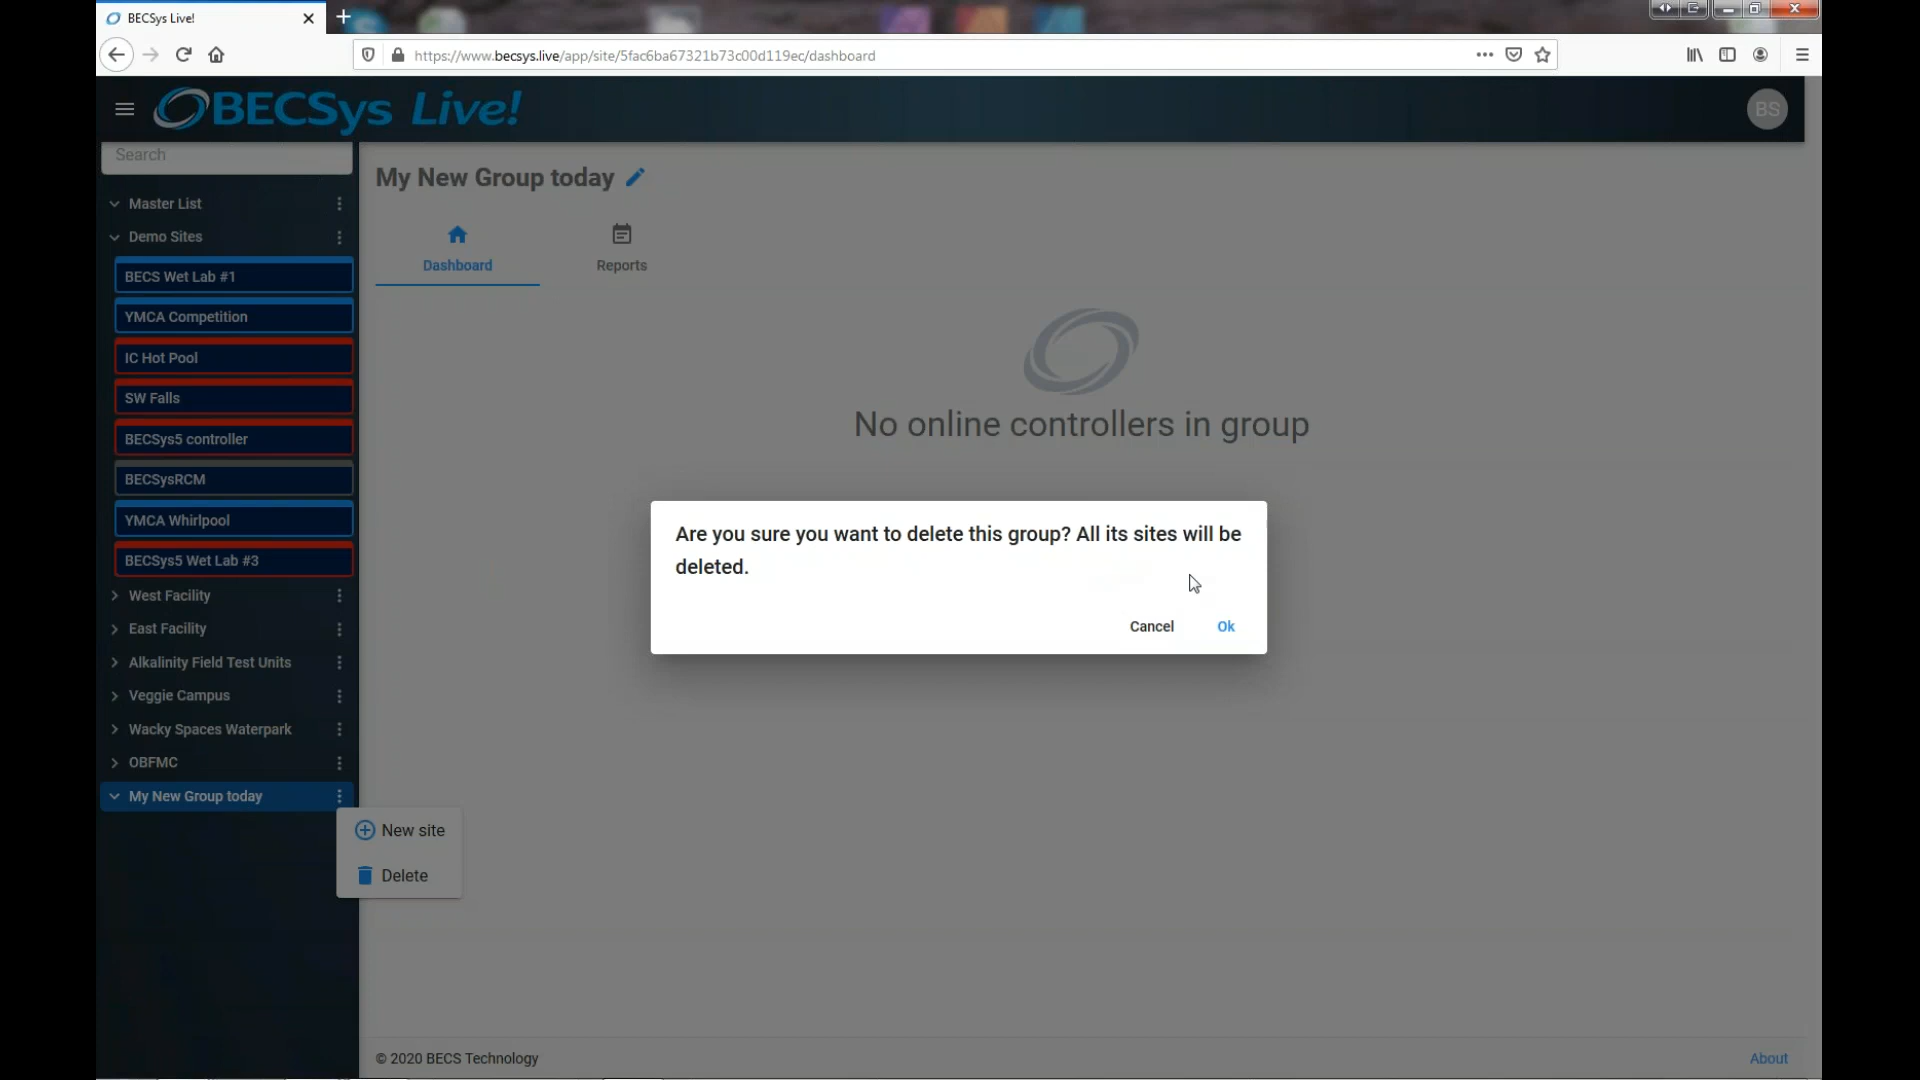 BECSys Live!
https://www.becsys.live/app/site/5fac6ba67321b73c00d119ec/dashboard
BECSys Live!
BS
Search
Master List
Demo Sites
BECS Wet Lab #1
YMCA Competition
IC Hot Pool
SW Falls
BECSys5 controller
BECSysRCM
YMCA Whirlpool
BECSys5 Wet Lab #3
West Facility
East Facility
Alkalinity Field Test Units
Veggie Campus
Wacky Spaces Waterpark
OBFMC
My New Group today
New site
Delete
My New Group today
Dashboard
Reports
No online controllers in group
Are you sure you want to delete this group? All its sites will be
deleted.
Cancel
Ok
© 2020 BECS Technology
About